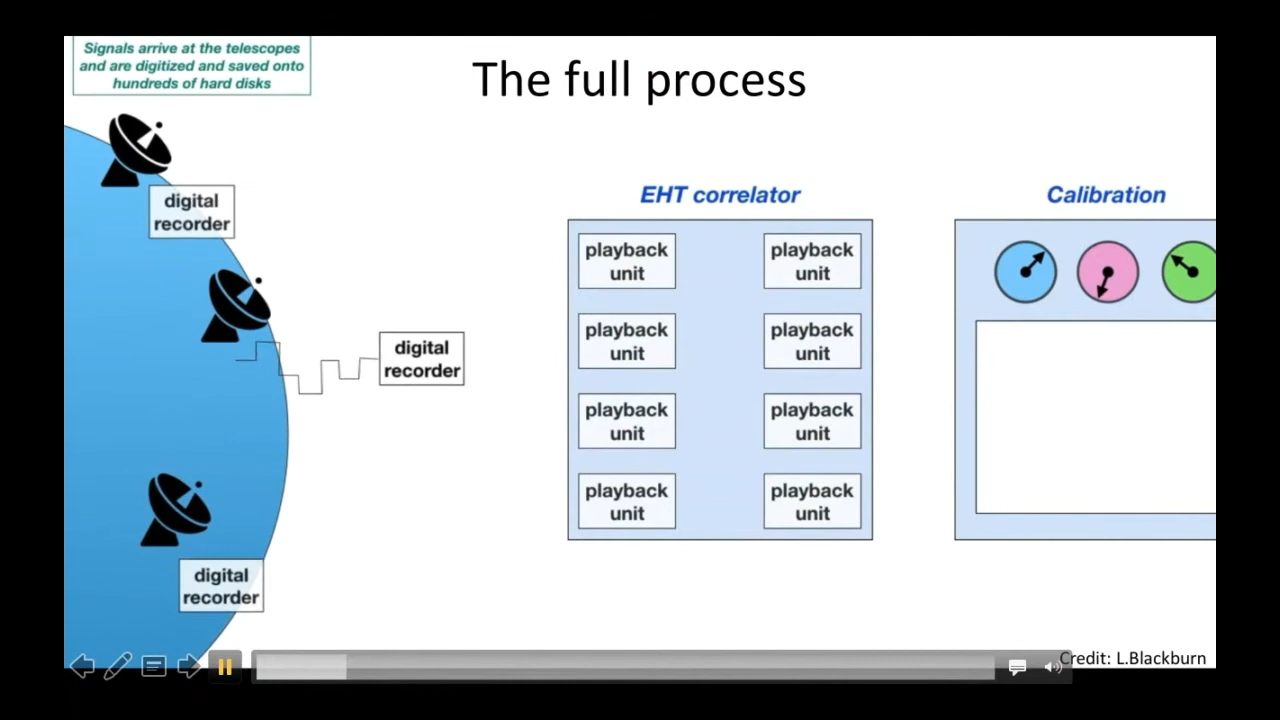 Signals arrive at the telescopes
and are digitized and saved onto
hundreds of hard disks
The full process
digital
recorder
digital
recorder
digital
recorder
EHT correlator
playback
unit
playback
unit
playback
unit
playback
unit
playback
unit
playback
unit
playback
unit
playback
unit
Calibration
Credit: L.Blackburn